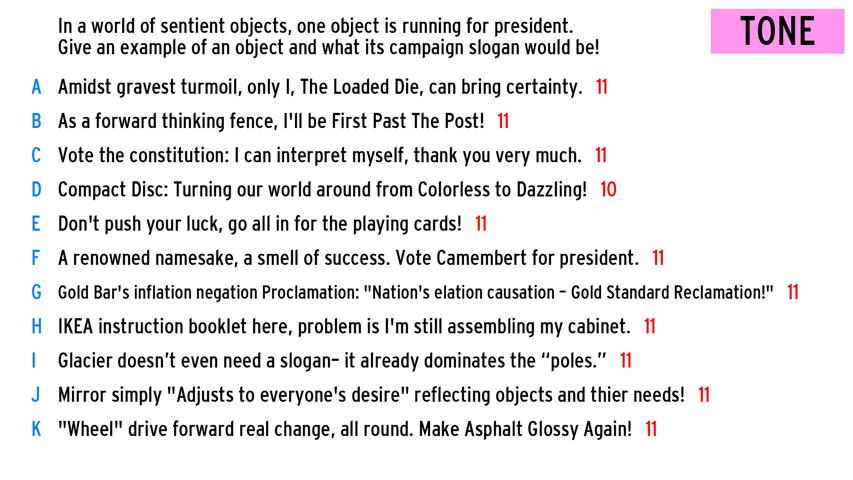 In a world of sentient objects, one object is running for president.
Give an example of an object and what its campaign slogan would be!
TONE
A Amidst gravest turmoil, only I, The Loaded Die, can bring certainty. 11
B As a forward thinking fence, I'll be First Past The Post! 11
C Vote the constitution: I can interpret myself, thank you very much. 11
D Compact Disc: Turning our world around from Colorless to Dazzling! 10
E Don't push your luck, go all in for the playing cards! 11
F A renowned namesake, a smell of success. Vote Camembert for president. 11
G Gold Bar's inflation negation Proclamation: "Nation's elation causation – Gold Standard Reclamation!" 11
H IKEA instruction booklet here, problem is I'm still assembling my cabinet. 11
I Glacier doesn’t even need a slogan– it already dominates the “poles.” 11
J Mirror simply "Adjusts to everyone's desire" reflecting objects and thier needs! 11
K "Wheel" drive forward real change, all round. Make Asphalt Glossy Again! 11